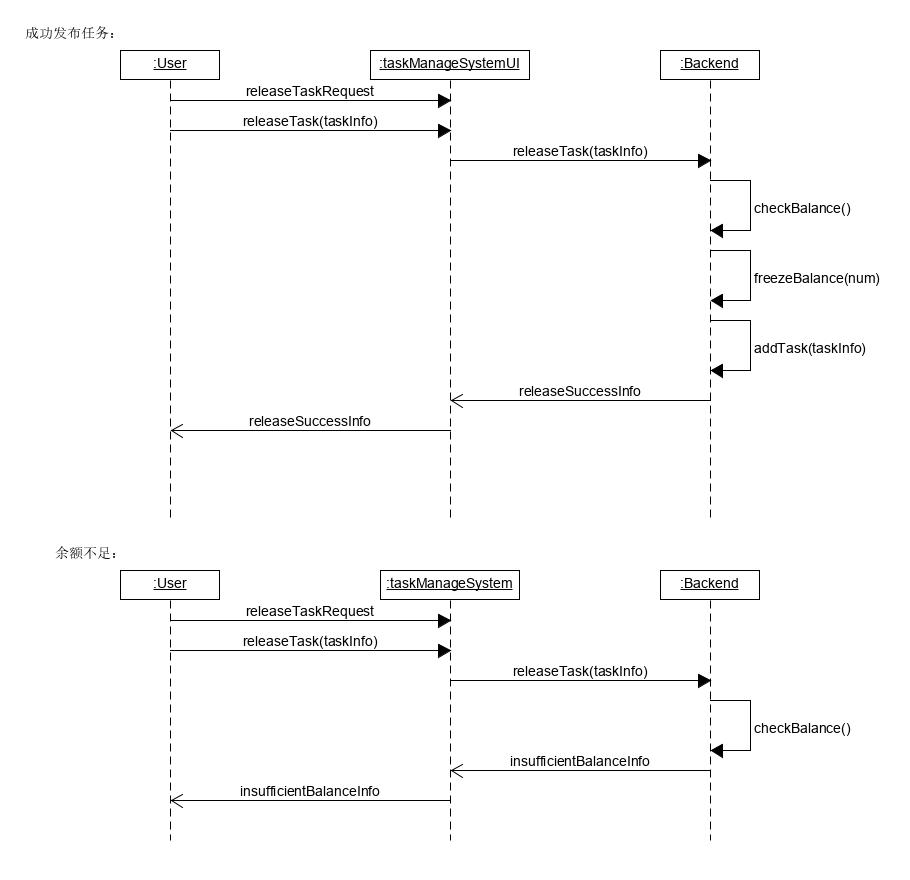 成功发布任务：
:User
:taskManageSystemUI
:Backend
releaseTaskRequest
releaseTask(taskInfo)
releaseTask(taskInfo)
checkBalance()
freezeBalance(num)
addTask(taskInfo)
releaseSuccessInfo
releaseSuccessInfo
余额不足：
:User
:taskManageSystem
:Backend
releaseTaskRequest
releaseTask(taskInfo)
releaseTask(taskInfo)
checkBalance()
insufficientBalanceInfo
insufficientBalanceInfo